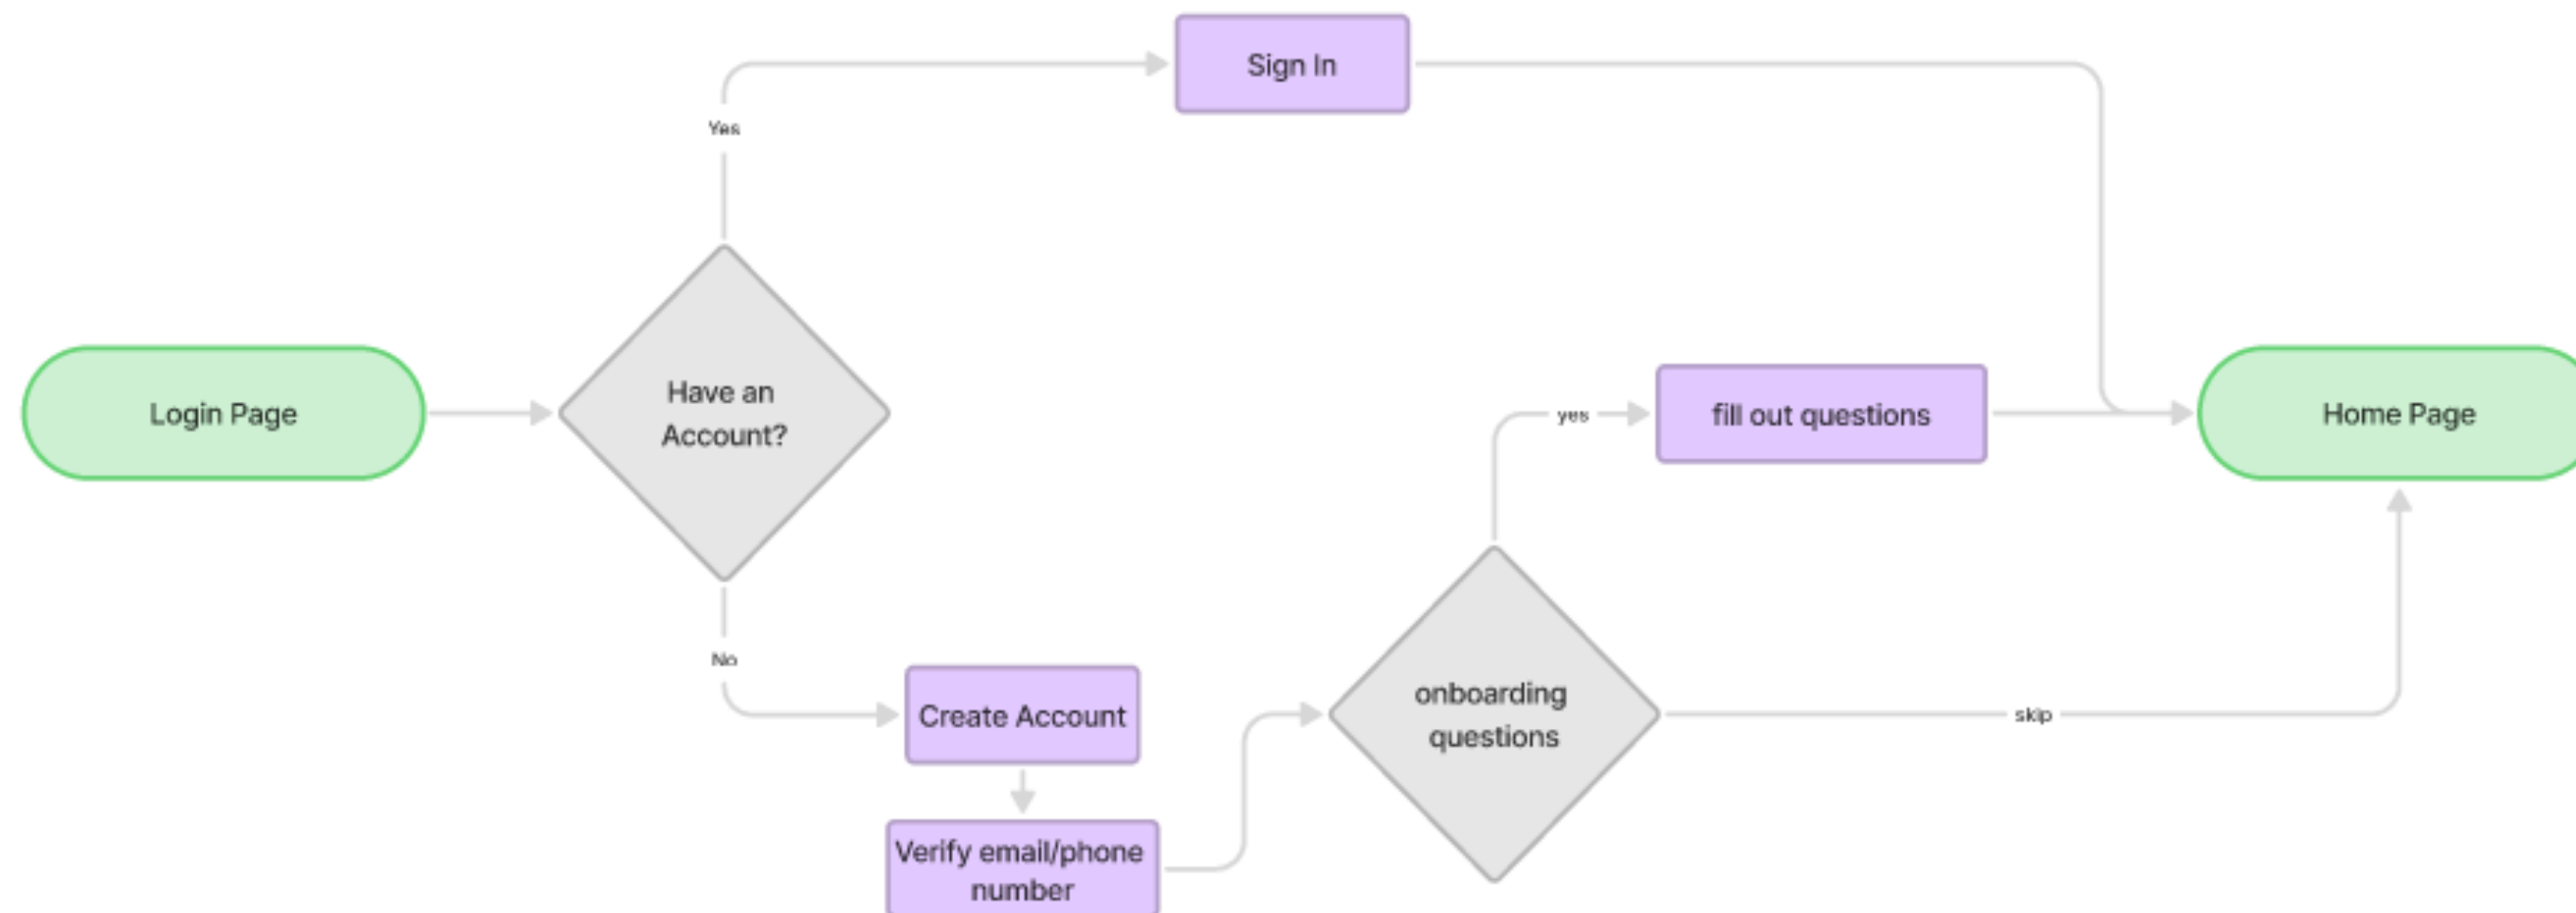 Sign In
Yes
Have an
Account?
Login Page
yes
fill out questions
Home Page
No
Create Account
onboarding
questions
skip
Verify email/phone
number